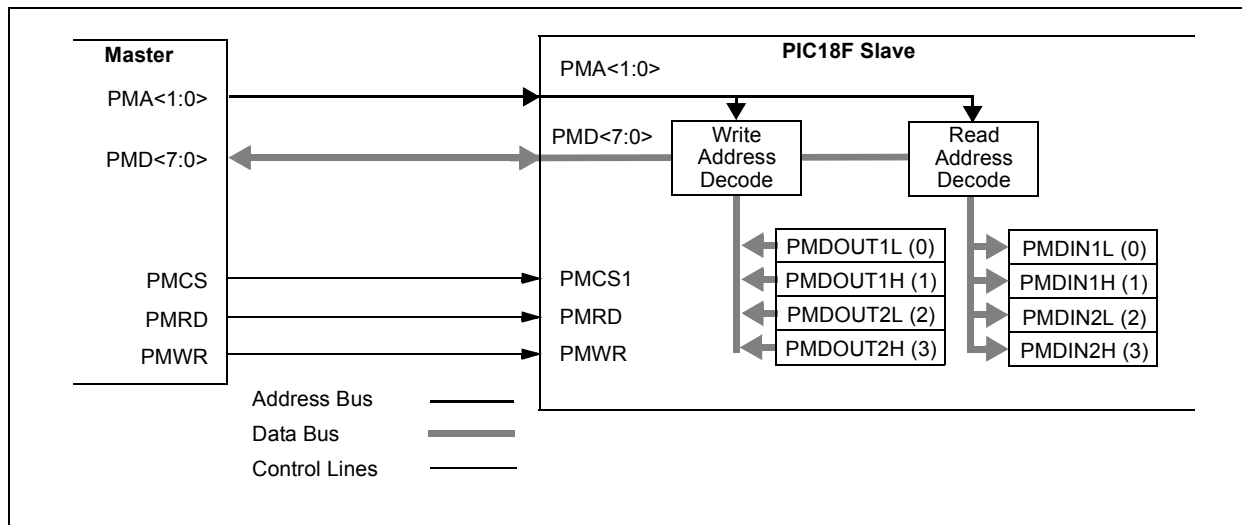 Master
PIC18F Slave
PMA<1:0>
PMA<1:0>
PMD<7:0>
PMD<7:0>
Write
Address
Decode
Read
Address
Decode
PMDOUT1L (0)
PMDOUT1H (1)
PMDOUT2L (2)
PMDOUT2H (3)
PMDIN1L (0)
PMDIN1H (1)
PMDIN2L (2)
PMDIN2H (3)
PMCS
PMCS1
PMRD
PMRD
PMWR
PMWR
Address Bus
Data Bus
Control Lines